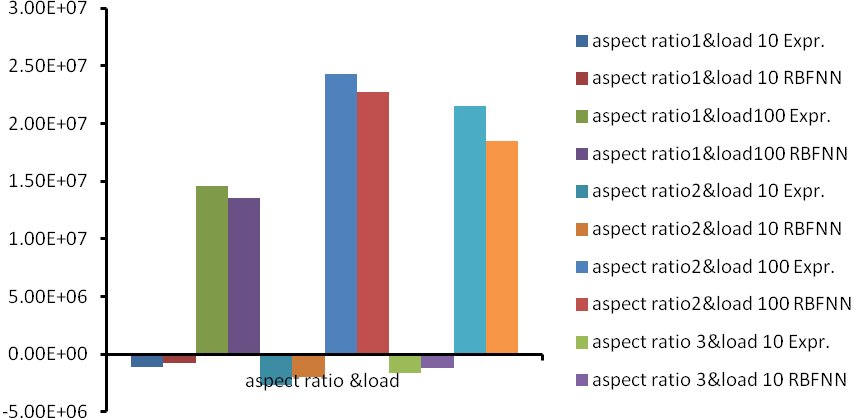 3.00E+07
2.50E+07
2.00E+07
1.50E+07
1.00E+07
5.00E+06
0.00E+00
-5.00E+06
aspect ratio &load
aspect ratio1&load 10 Expr.
aspect ratio1&load 10 RBFNN
aspect ratio1&load100 Expr.
aspect ratio1&load100 RBFNN
aspect ratio2&load 10 Expr.
aspect ratio2&load 10 RBFNN
aspect ratio2&load 100 Expr.
aspect ratio2&load 100 RBFNN
aspect ratio 3&load 10 Expr.
aspect ratio 3&load 10 RBFNN